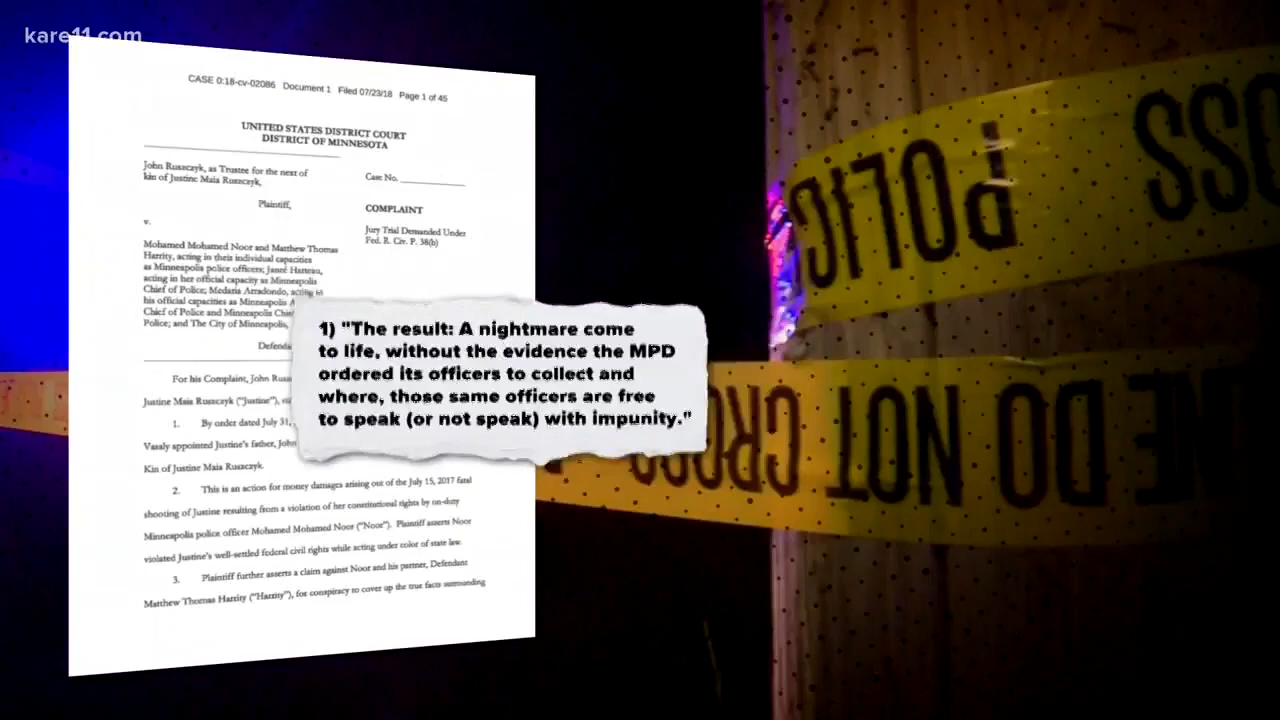 kare11.com
CASE 0:18-cv-02086 Document 1 Filed 07/23/18 Page 1 of 45
UNITED STATES DISTRICT COURT
DISTRICT OF MINNESOTA
John Ruszczyk, as Trustee for the next of
kin of Justine Maia Ruszczyk,
Case No.
Plaintiff,
COMPLAINT
v.
Jury Trial Demanded Under
Fed. R. Civ. P. 38(b)
Mohamed Mohamed Noor and Matthew Thomas
Harrity, acting in their individual capacities
as Minneapolis police officers; Janeé Harteau,
acting in her official capacity as Minneapolis
Chief of Police; Medaria Arradondo, acting in
his official capacities as Minneapolis
Chief of Police and Minneapolis
Police; and The City of Minneapolis,
1) "The result: A nightmare come
to life, without the evidence the MPD
ordered its officers to collect and
where, those same officers are free
to speak (or not speak) with impunity."
For his Complaint, John
Justine Maia Ruszczyk ("Justine"),
1. By order dated July 31,
Vasaly appointed Justine's father, John
Kin of Justine Maia Ruszczyk.
2. This is an action for money damages arising out of the July 15, 2017 fatal
shooting of Justine resulting from a violation of her constitutional rights by on-duty
Minneapolis police officer Mohamed Mohamed Noor ("Noor"). Plaintiff asserts Noor
violated Justine's well-settled federal civil rights while acting under color of state law.
3. Plaintiff further asserts a claim against Noor and his partner, Defendant
Matthew Thomas Harrity ("Harrity"), for conspiracy to cover up the true facts surrounding
POLIC
OSS
CROSS
DO NOT
E